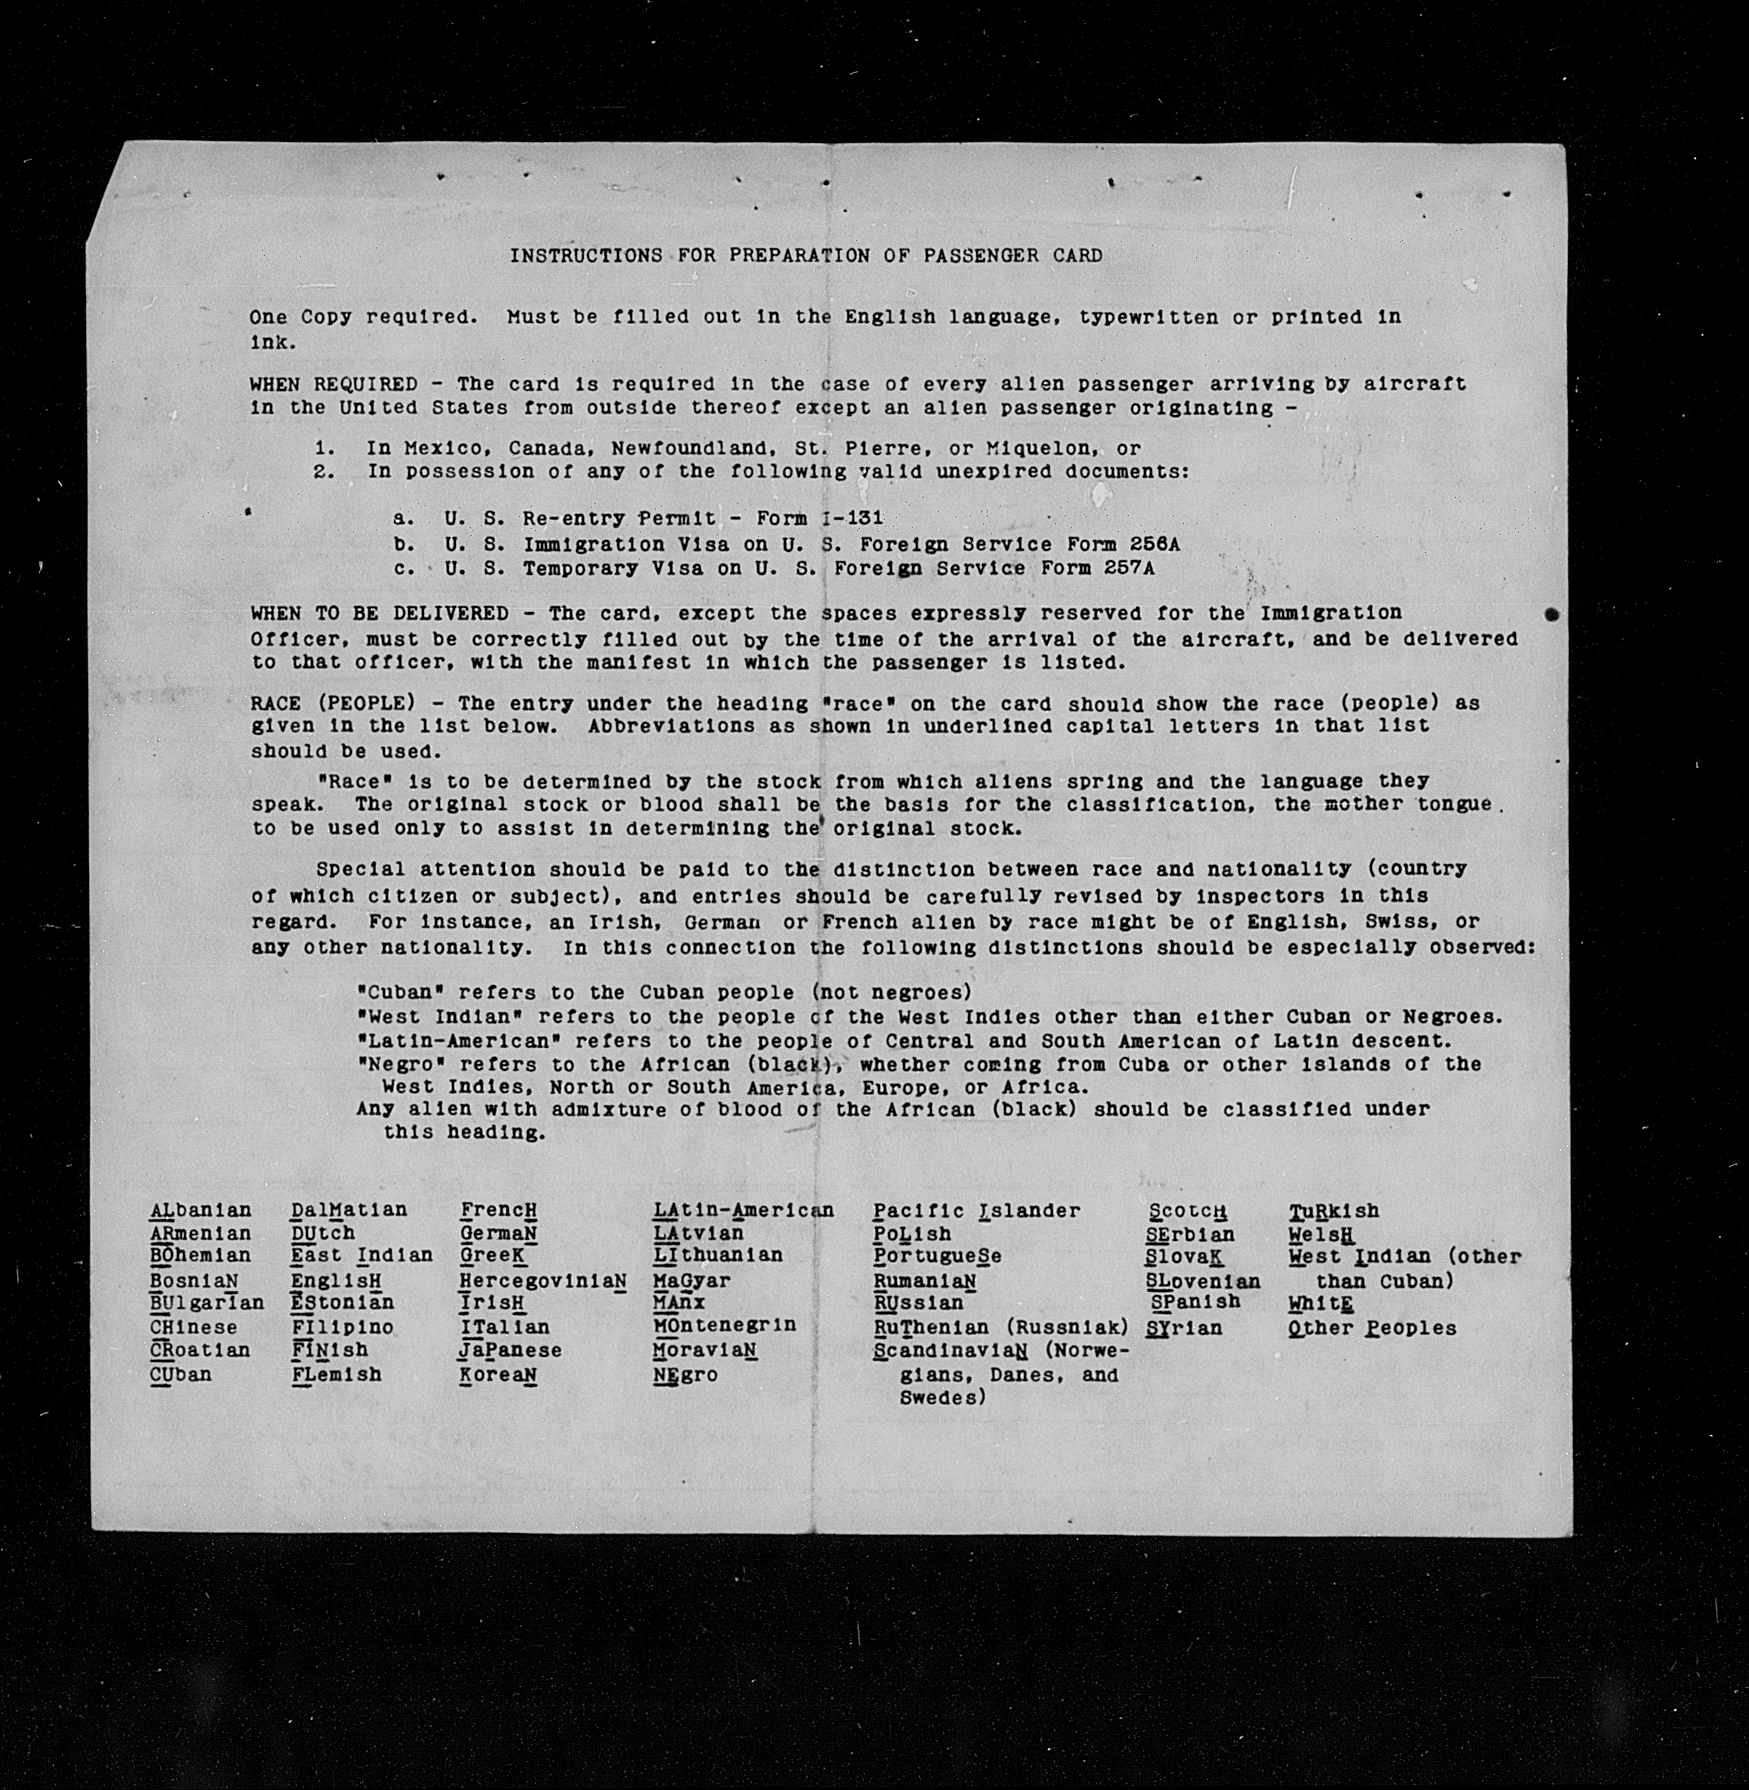 INSTRUCTIONS FOR PREPARATION OF PASSENGER CARD
One Copy required. Must be filled out in the English language, typewritten or printed in
ink.
WHEN REQUIRED - The card is required in the case of every alien passenger arriving by aircraft
in the United States from outside thereof except an alien passenger originating -
1. In Mexico, Canada, Newfoundland, St. Pierre, or Miquelon, or
2. In possession of any of the following valid unexpired documents:
a. U. S. Re-entry Permit - Form I-131
b. U. S. Immigration Visa on U. S. Foreign Service Form 256A
c. U. S. Temporary Visa on U. S. Foreign Service Form 257A
WHEN TO BE DELIVERED - The card, except the spaces expressly reserved for the Immigration
Officer, must be correctly filled out by the time of the arrival of the aircraft, and be delivered
to that officer, with the manifest in which the passenger is listed.
RACE (PEOPLE) - The entry under the heading "race" on the card should show the race (people) as
given in the list below. Abbreviations as shown in underlined capital letters in that list
should be used.
"Race" is to be determined by the stock from which aliens spring and the language they
speak. The original stock or blood shall be the basis for the classification, the mother tongue
to be used only to assist in determining the original stock.
Special attention should be paid to the distinction between race and nationality (country
of which citizen or subject), and entries should be carefully revised by inspectors in this
regard. For instance, an Irish, German or French alien by race might be of English, Swiss, or
any other nationality. In this connection the following distinctions should be especially observed:
"Cuban" refers to the Cuban people (not negroes)
"West Indian" refers to the people of the West Indies other than either Cuban or Negroes.
"Latin-American" refers to the people of Central and South American of Latin descent.
"Negro" refers to the African (black), whether coming from Cuba or other islands of the
West Indies, North or South America, Europe, or Africa.
Any alien with admixture of blood of the African (black) should be classified under
this heading.
ALbanian DalMatian FrencH LAtin-American Pacific Islander ScotcH TuRkish
ARmenian DUtch GermaN LAtvian PoLish SErbian WelsH
BOhemian East Indian GreeK LIthuanian PortugueSe SlovaK West Indian (other
BosniaN EnglisH HercegoviniaN MaGyar RumaniaN SLovenian than Cuban)
BUlgarIan EStonian IrisH MAnx RUssian SPanish WhitE
CHinese FIlipino ITalian MOntenegrin RuThenian (Russniak) SYrian Other Peoples
CRoatian FINish JaPanese MoraviaN ScandinaviaN (Norwe-
CUban FLemish KoreaN NEgro gians, Danes, and
Swedes)